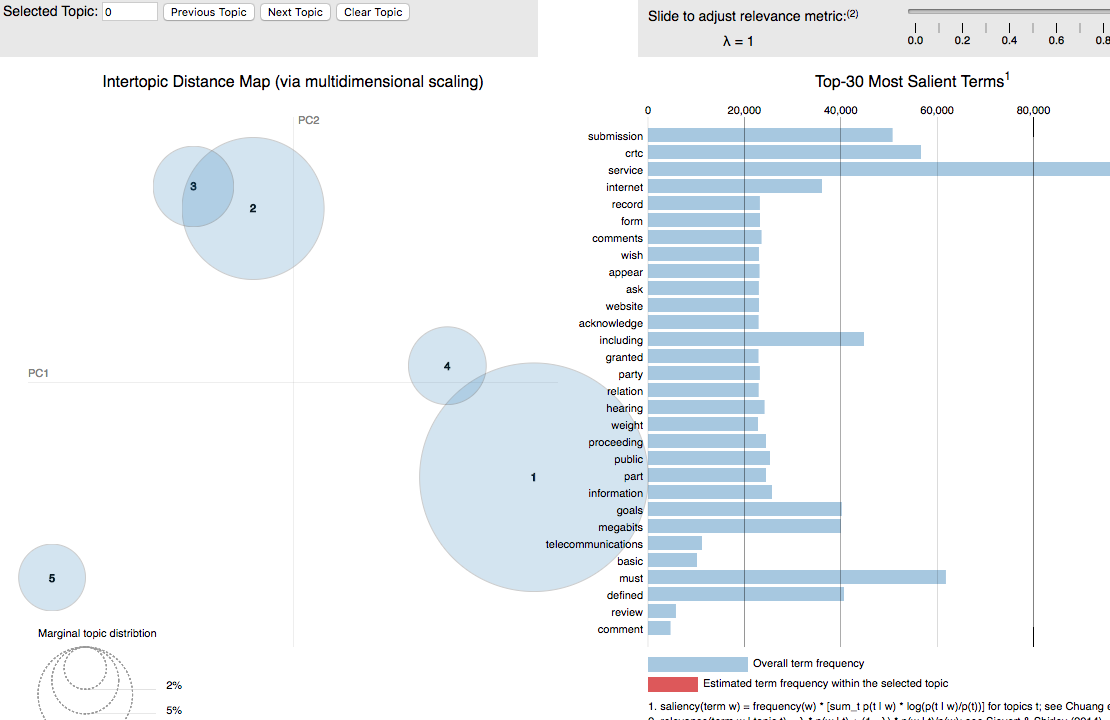 Selected Topic: 0 Previous Topic Next Topic Clear Topic
Slide to adjust relevance metric:(2)
λ = 1
0.0 0.2 0.4 0.6 0.8
Intertopic Distance Map (via multidimensional scaling)
PC2
PC1
3
2
4
1
5
Marginal topic distribtion
2%
5%
Top-30 Most Salient Terms1
0 20,000 40,000 60,000 80,000
submission
crtc
service
internet
record
form
comments
wish
appear
ask
website
acknowledge
including
granted
party
relation
hearing
weight
proceeding
public
part
information
goals
megabits
telecommunications
basic
must
defined
review
comment
Overall term frequency
Estimated term frequency within the selected topic
1. saliency(term w) = frequency(w) * [sum_t p(t | w) * log(p(t | w)/p(t))] for topics t; see Chuang